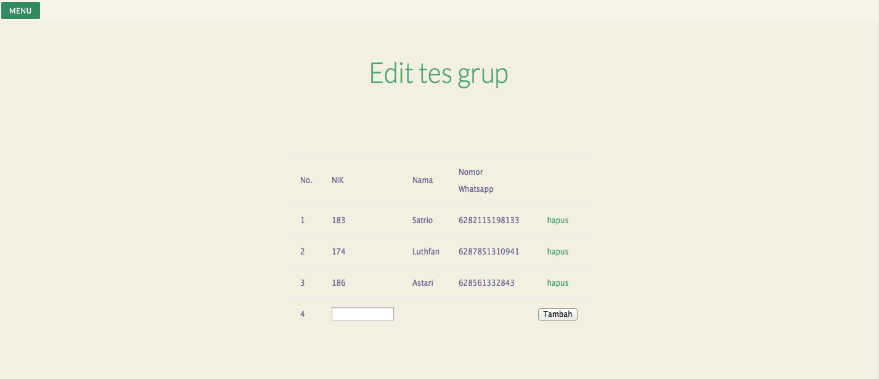 MENU
Edit tes grup
No. NIK Nama Nomor Whatsapp
1 183 Satrio 6282115198133 hapus
2 174 Luthfan 6287851310941 hapus
3 186 Astari 628561332843 hapus
4 Tambah